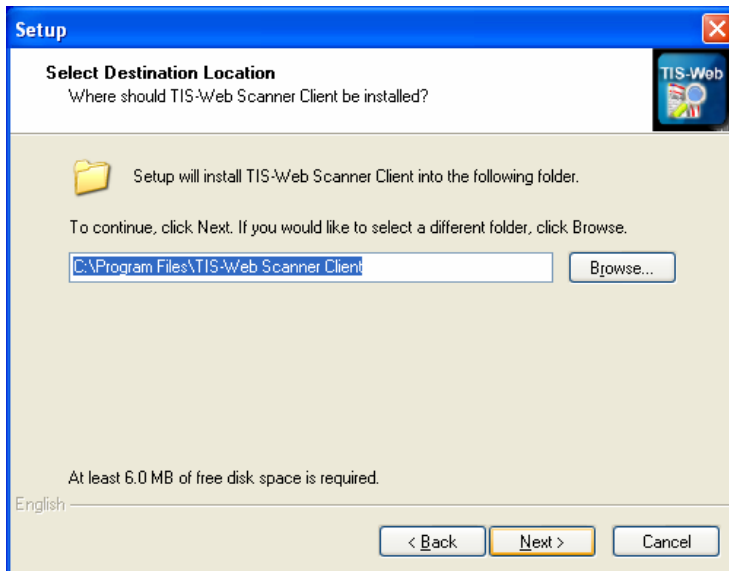 Setup
Select Destination Location
Where should TIS-Web Scanner Client be installed?
TIS-Web
Setup will install TIS-Web Scanner Client into the following folder.
To continue, click Next. If you would like to select a different folder, click Browse.
C:\Program Files\TIS-Web Scanner Client
Browse...
At least 6.0 MB of free disk space is required.
English
< Back
Next >
Cancel